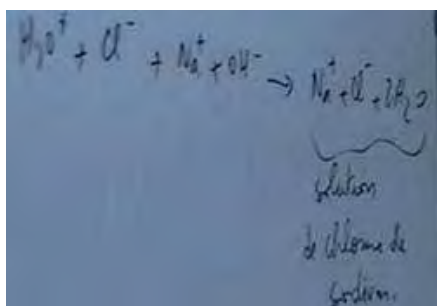 H₃O⁺ + Cl⁻ + Na⁺ + OH⁻ → Na⁺ + Cl⁻ + 2H₂O
solution
de chlorure de
sodium.